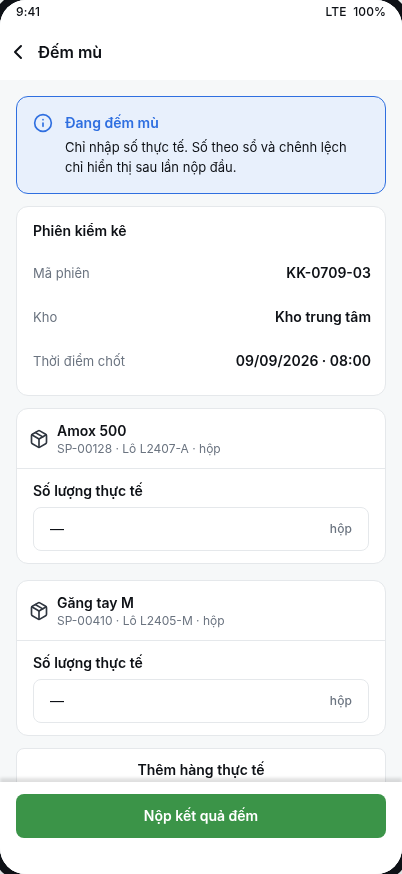 9:41
LTE 100%
Đếm mù
Đang đếm mù
Chỉ nhập số thực tế. Số theo sổ và chênh lệch
chỉ hiển thị sau lần nộp đầu.
Phiên kiểm kê
Mã phiên
KK-0709-03
Kho
Kho trung tâm
Thời điểm chốt
09/09/2026 · 08:00
Amox 500
SP-00128 · Lô L2407-A · hộp
Số lượng thực tế
—
hộp
Găng tay M
SP-00410 · Lô L2405-M · hộp
Số lượng thực tế
—
hộp
Thêm hàng thực tế
Nộp kết quả đếm